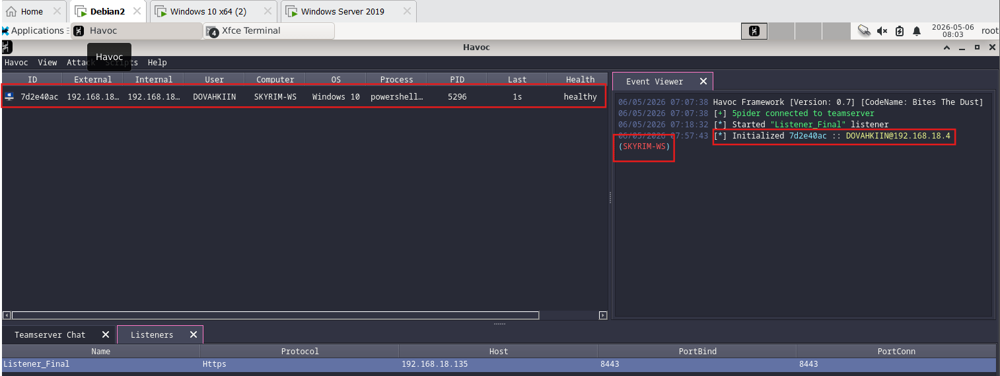 Home
Debian2
Windows 10 x64 (2)
Windows Server 2019
Applications
Havoc
4
Xfce Terminal
2026-05-06
08:03
root
Havoc
Havoc
Havoc View Attack Scripts Help
ID External Internal User Computer OS Process PID Last Health
7d2e40ac 192.168.18… 192.168.18… DOVAHKIIN SKYRIM-WS Windows 10 powershell… 5296 1s healthy
Event Viewer
06/05/2026 07:07:38 Havoc Framework [Version: 0.7] [CodeName: Bites The Dust]
06/05/2026 07:07:38 [+] 5pider connected to teamserver
06/05/2026 07:18:32 [*] Started "Listener_Final" listener
06/05/2026 07:57:43 [*] Initialized 7d2e40ac :: DOVAHKIIN@192.168.18.4
(SKYRIM-WS)
Teamserver Chat
Listeners
Name Protocol Host PortBind PortConn
Listener_Final Https 192.168.18.135 8443 8443